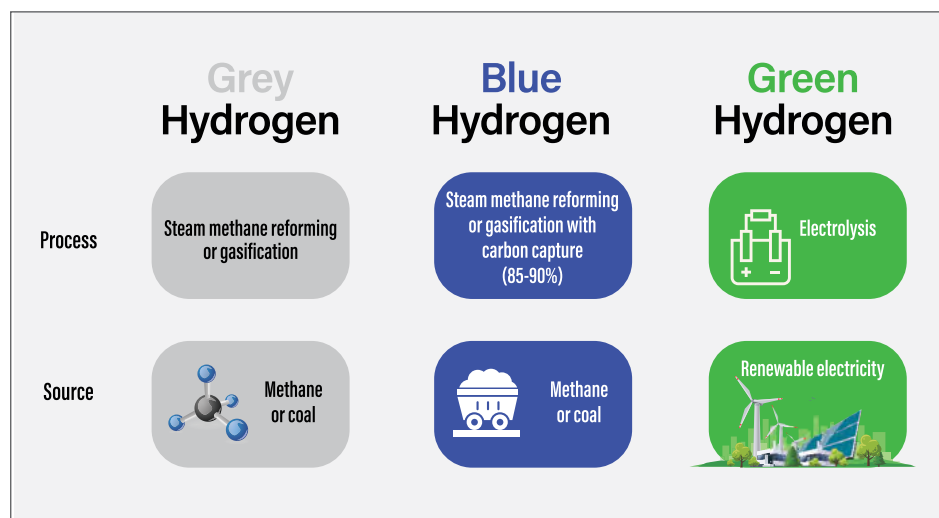 Grey
Hydrogen
Blue
Hydrogen
Green
Hydrogen
Process
Steam methane reforming
or gasification
Steam methane reforming
or gasification with
carbon capture
(85-90%)
+ −
Electrolysis
Source
Methane
or coal
Methane
or coal
Renewable electricity